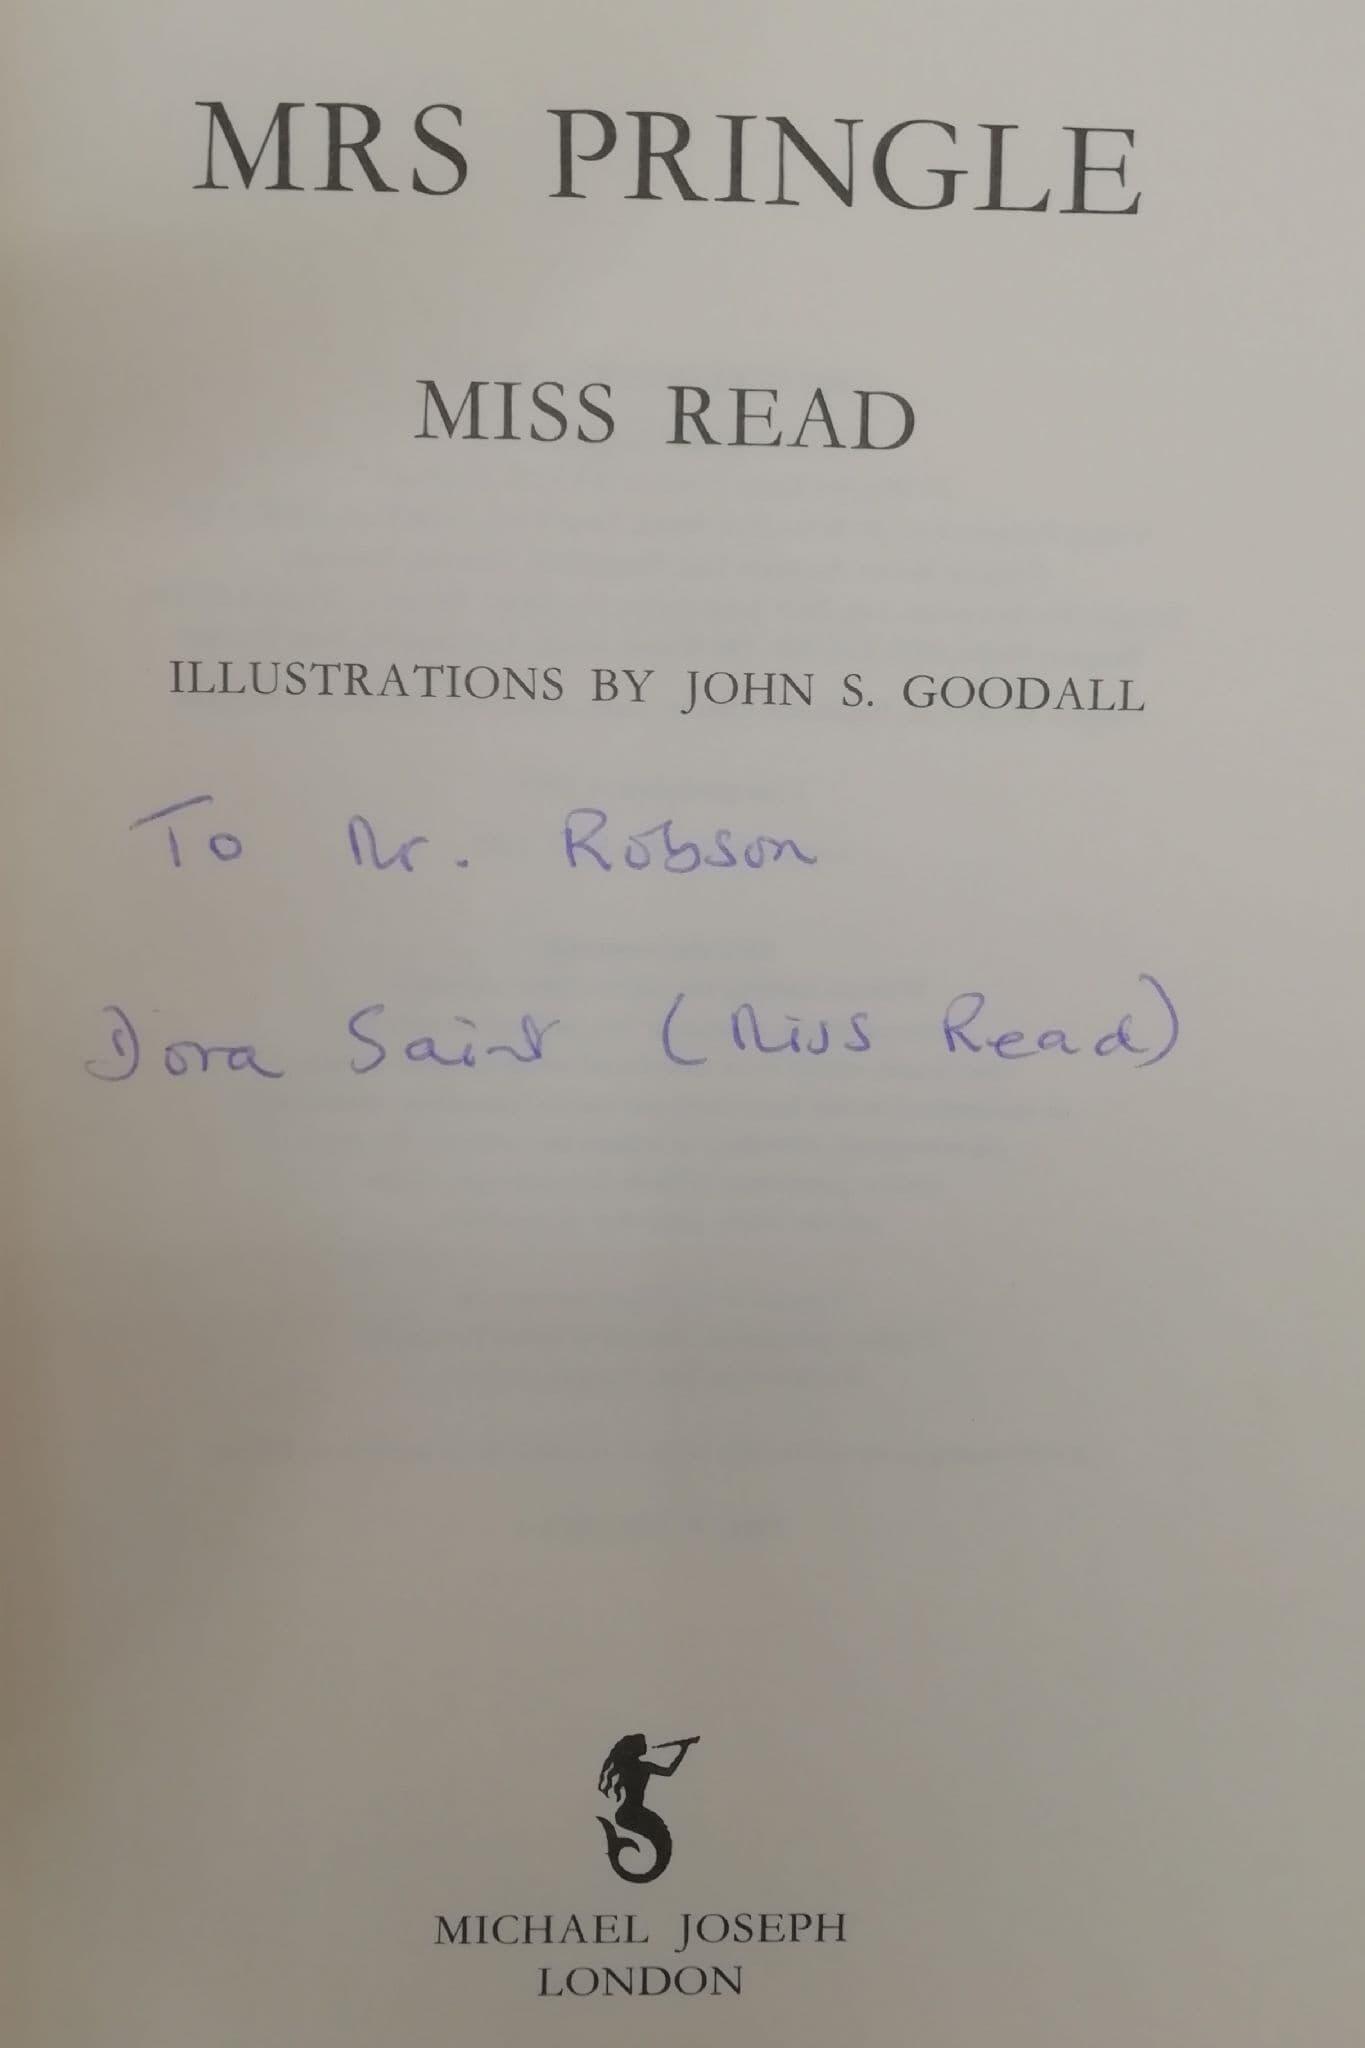 MRS PRINGLE
MISS READ
ILLUSTRATIONS BY JOHN S. GOODALL
To Mr. Robson
Dora Saint (Miss Read)
MICHAEL JOSEPH
LONDON